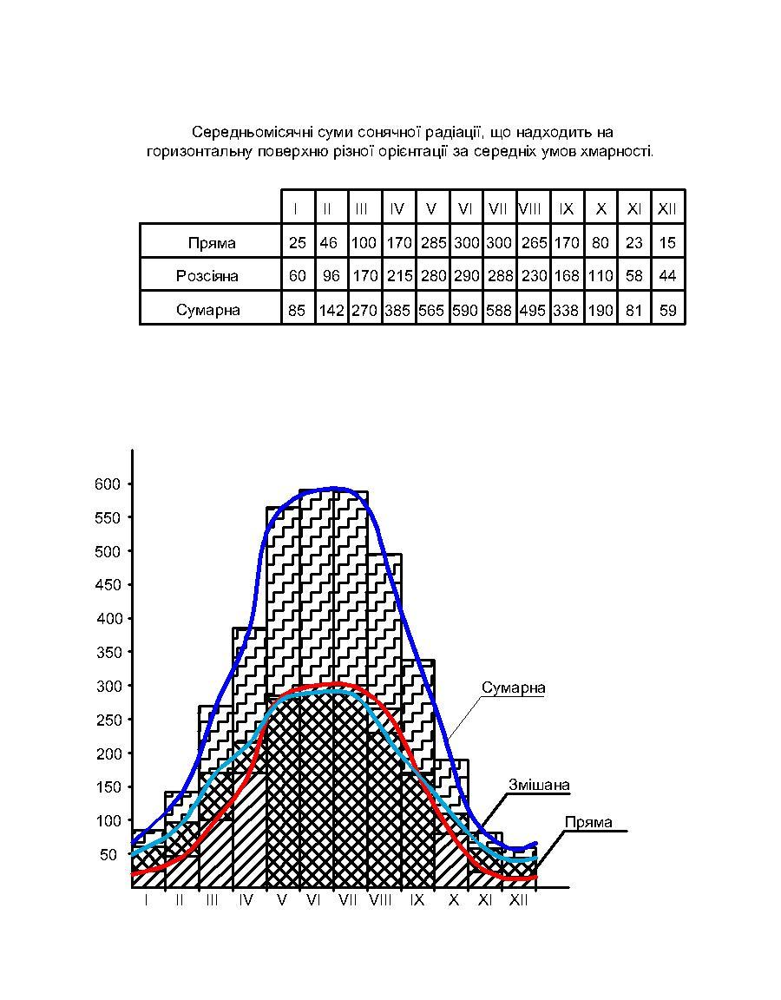 Середньомісячні суми сонячної радіації, що надходить на
горизонтальну поверхню різної орієнтації за середніх умов хмарності.
I II III IV V VI VII VIII IX X XI XII
Пряма 25 46 100 170 285 300 300 265 170 80 23 15
Розсіяна 60 96 170 215 280 290 288 230 168 110 58 44
Сумарна 85 142 270 385 565 590 588 495 338 190 81 59
600
550
500
450
400
350
300
250
200
150
100
50
Сумарна
Змішана
Пряма
I II III IV V VI VII VIII IX X XI XII